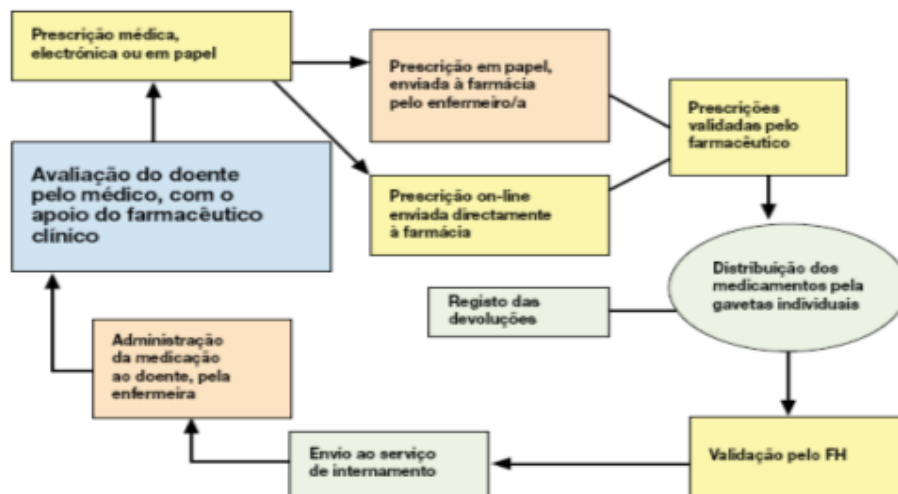 Prescrição médica,
electrónica ou em papel
Prescrição em papel,
enviada à farmácia
pelo enfermeiro/a
Prescrições
validadas pelo
farmacêutico
Avaliação do doente
pelo médico, com o
apoio do farmacêutico
clínico
Prescrição on-line
enviada directamente
à farmácia
Distribuição dos
medicamentos pela
gavetas individuais
Registo das
devoluções
Administração
da medicação
ao doente, pela
enfermeira
Envio ao serviço
de internamento
Validação pelo FH